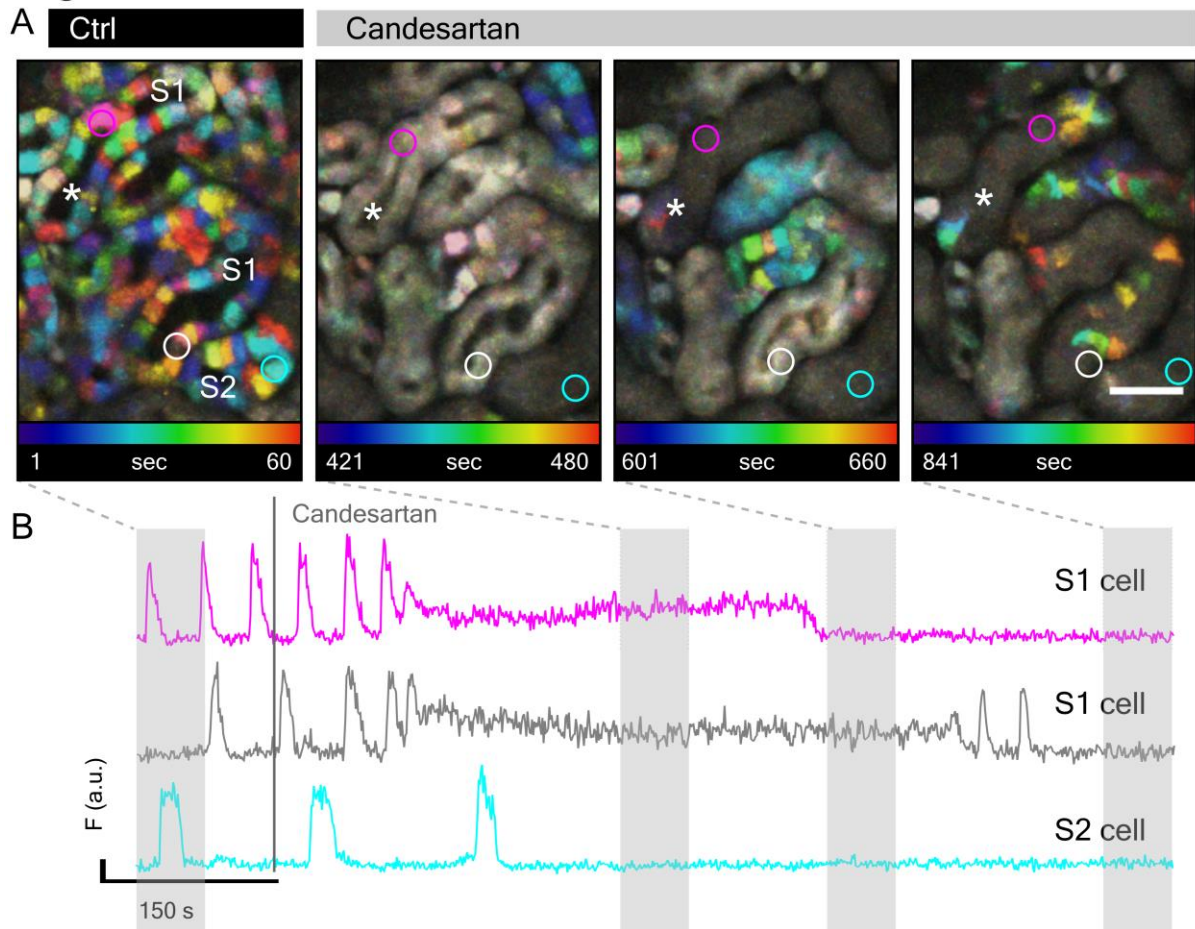 A
Ctrl
Candesartan
S1
*
*
*
*
S1
S2
1 sec 60
421 sec 480
601 sec 660
841 sec
B
Candesartan
S1 cell
S1 cell
F (a.u.)
S2 cell
150 s